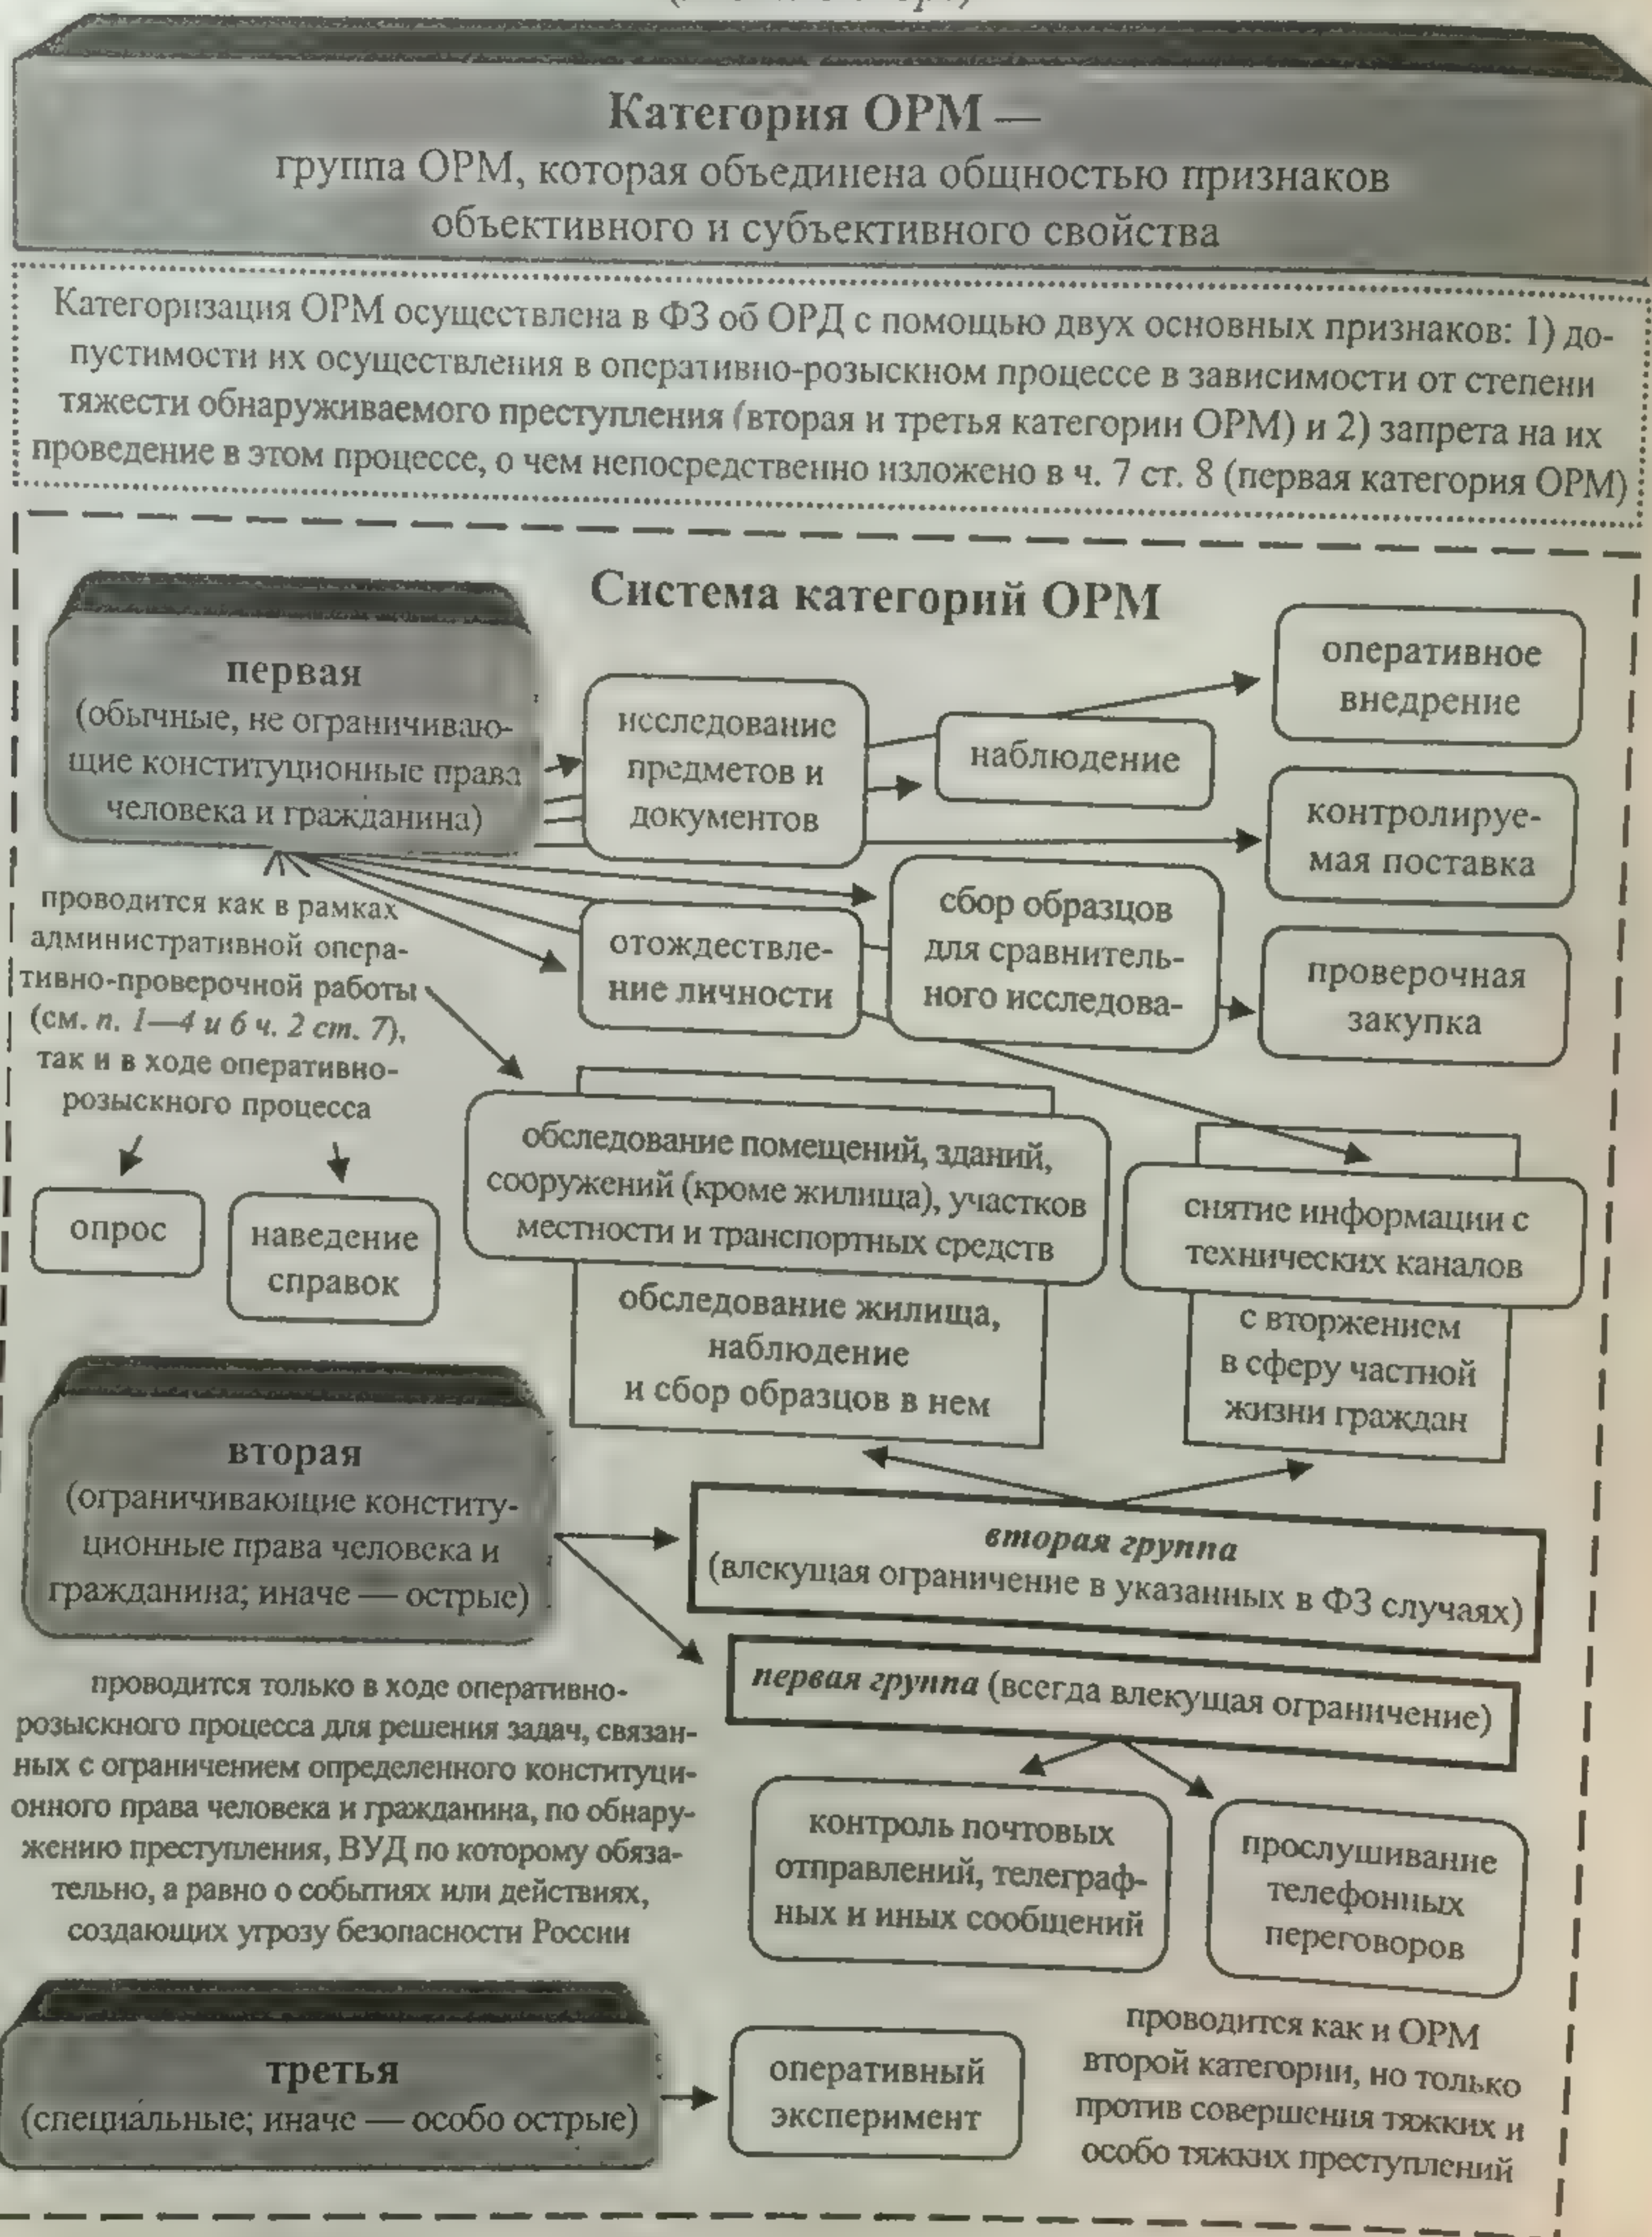 Категория ОРМ —
группа ОРМ, которая объединена общностью признаков
объективного и субъективного свойства
Категоризация ОРМ осуществлена в ФЗ об ОРД с помощью двух основных признаков: 1) до-
пустимости их осуществления в оперативно-розыскном процессе в зависимости от степени
тяжести обнаруживаемого преступления (вторая и третья категории ОРМ) и 2) запрета на их
проведение в этом процессе, о чем непосредственно изложено в ч. 7 ст. 8 (первая категория ОРМ)
Система категорий ОРМ
первая
(обычные, не ограничиваю-
щие конституционные права
человека и гражданина)
исследование
предметов и
документов
наблюдение
оперативное
внедрение
контролируе-
мая поставка
отождествле-
ние личности
сбор образцов
для сравнитель-
ного исследова-
проверочная
закупка
проводится как в рамках
административной опера-
тивно-проверочной работы
(см. п. 1—4 и 6 ч. 2 ст. 7),
так и в ходе оперативно-
розыскного процесса
опрос
наведение
справок
обследование помещений, зданий,
сооружений (кроме жилища), участков
местности и транспортных средств
обследование жилища,
наблюдение
и сбор образцов в нем
снятие информации с
технических каналов
с вторжением
в сферу частной
жизни граждан
вторая
(ограничивающие конститу-
ционные права человека и
гражданина; иначе — острые)
вторая группа
(влекущая ограничение в указанных в ФЗ случаях)
первая группа (всегда влекущая ограничение)
проводится только в ходе оперативно-
розыскного процесса для решения задач, связан-
ных с ограничением определенного конституци-
онного права человека и гражданина, по обнару-
жению преступления, ВУД по которому обяза-
тельно, а равно о событиях или действиях,
создающих угрозу безопасности России
контроль почтовых
отправлений, телеграф-
ных и иных сообщений
прослушивание
телефонных
переговоров
третья
(специальные; иначе — особо острые)
оперативный
эксперимент
проводится как и ОРМ
второй категории, но только
против совершения тяжких и
особо тяжких преступлений